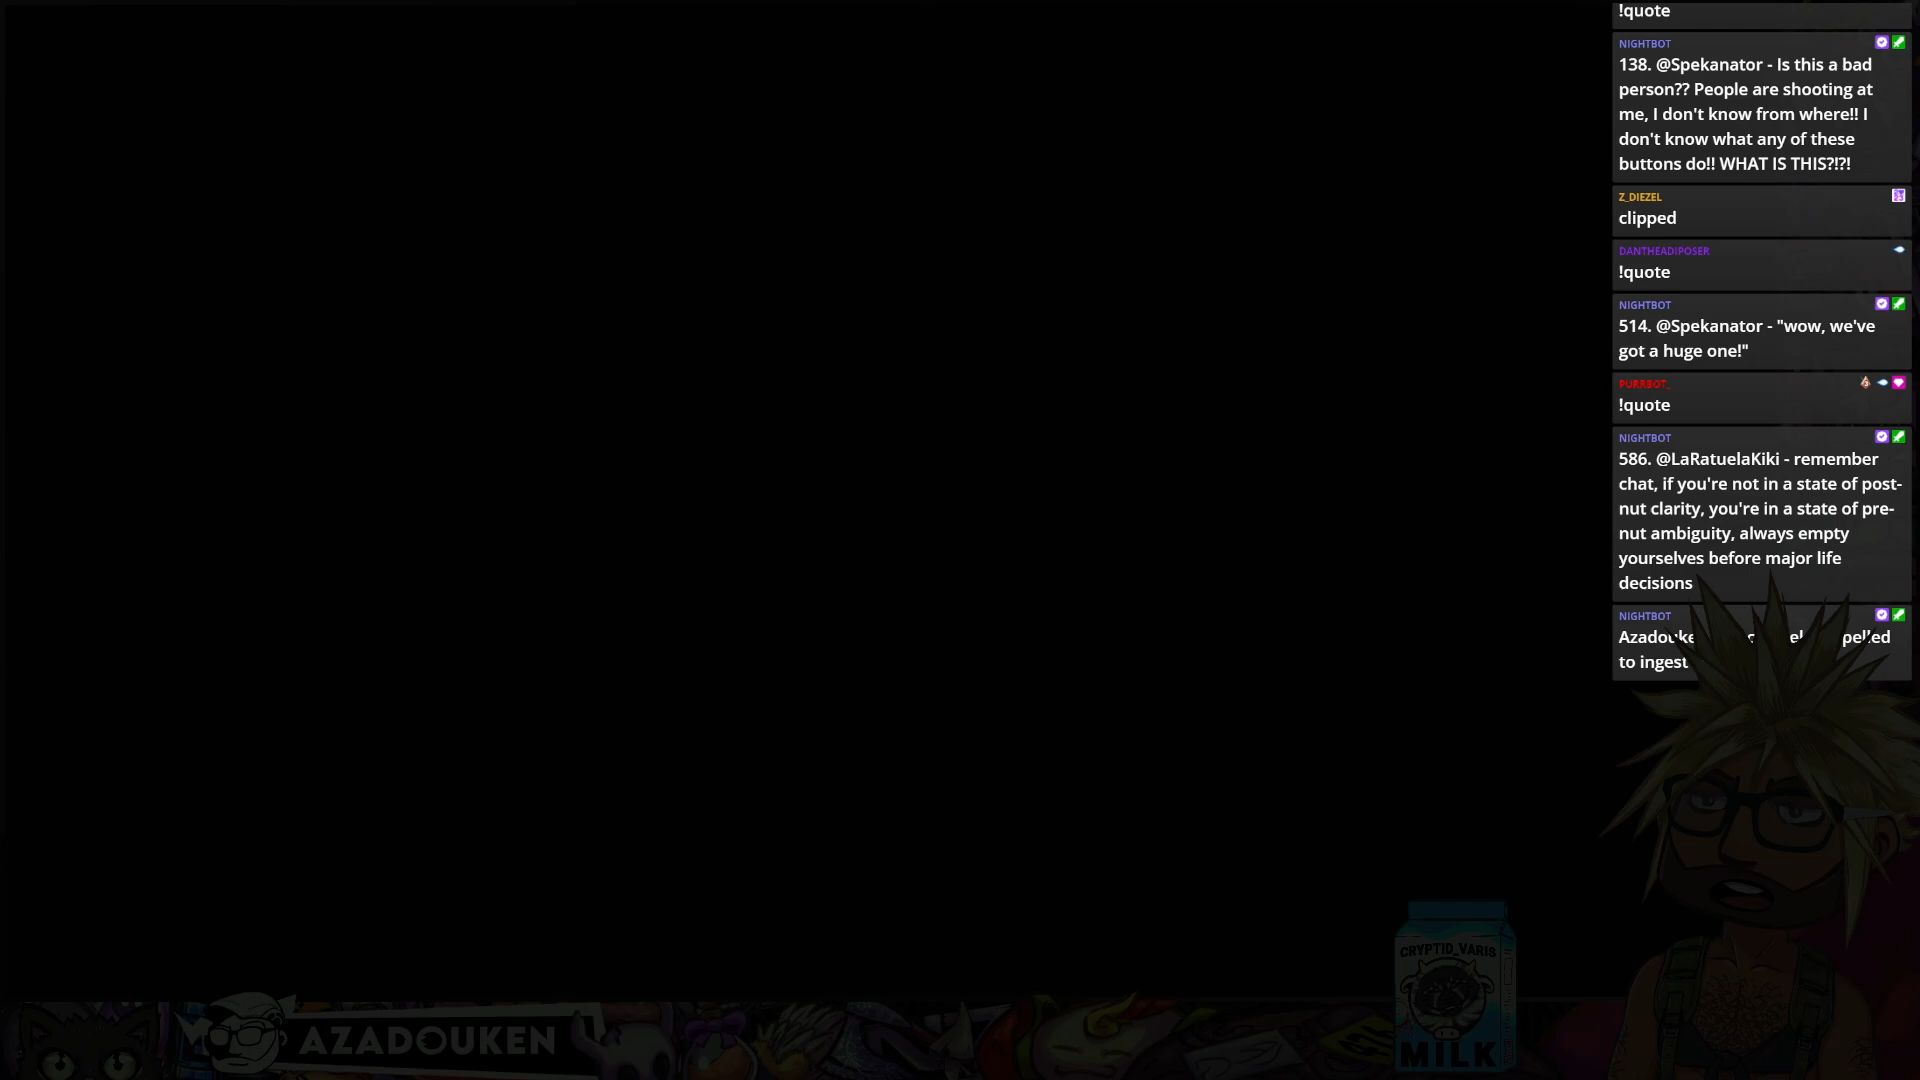 !quote
NIGHTBOT
138. @Spekanator - Is this a bad
person?? People are shooting at
me, I don't know from where!! I
don't know what any of these
buttons do!! WHAT IS THIS?!?!
Z_DIEZEL
clipped
DANTHEADIPOSER
!quote
NIGHTBOT
514. @Spekanator - "wow, we've
got a huge one!"
PURRBOT_
!quote
NIGHTBOT
586. @LaRatuelaKiki - remember
chat, if you're not in a state of post-
nut clarity, you're in a state of pre-
nut ambiguity, always empty
yourselves before major life
decisions
NIGHTBOT
to ingest
CRYPTID_VARIS
MILK
AZADOUKEN